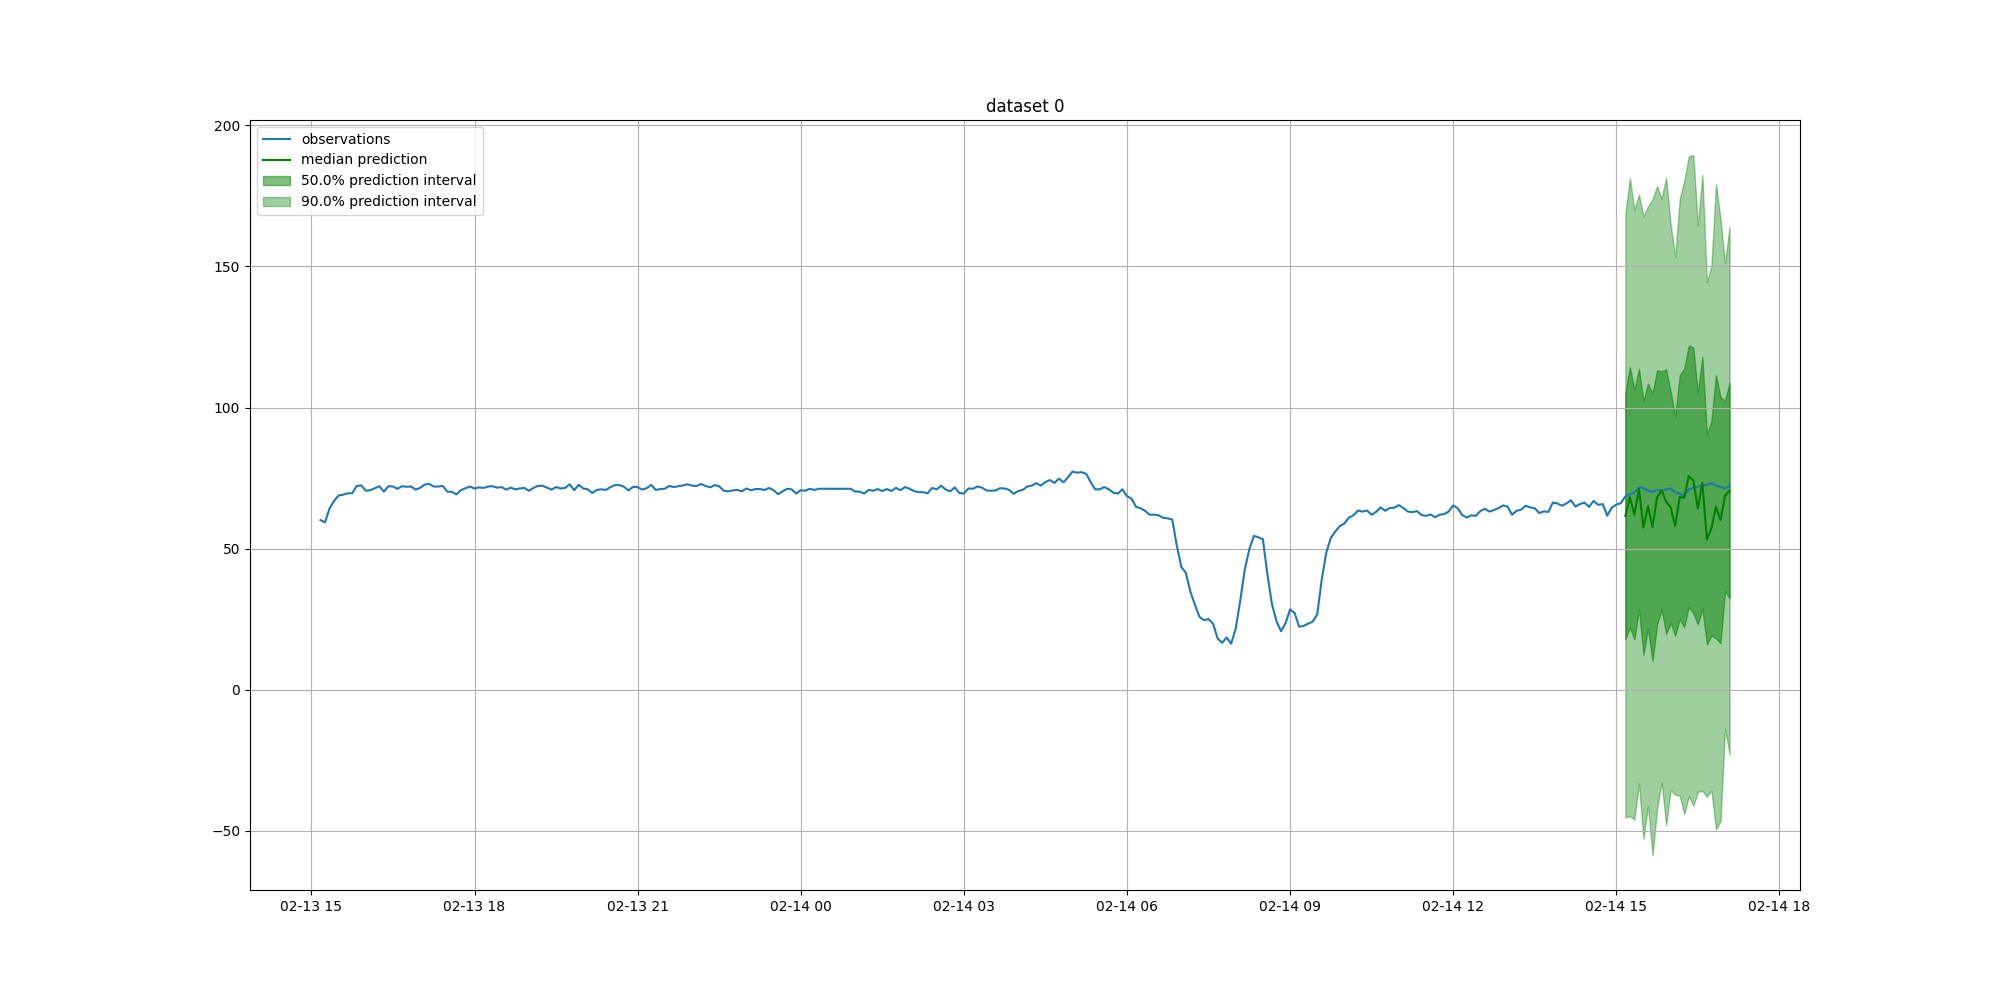 dataset 0
200
observations
median prediction
50.0% prediction interval
90.0% prediction interval
150
100
50
0
−50
02-13 15 02-13 18 02-13 21 02-14 00 02-14 03 02-14 06 02-14 09 02-14 12 02-14 15 02-14 18